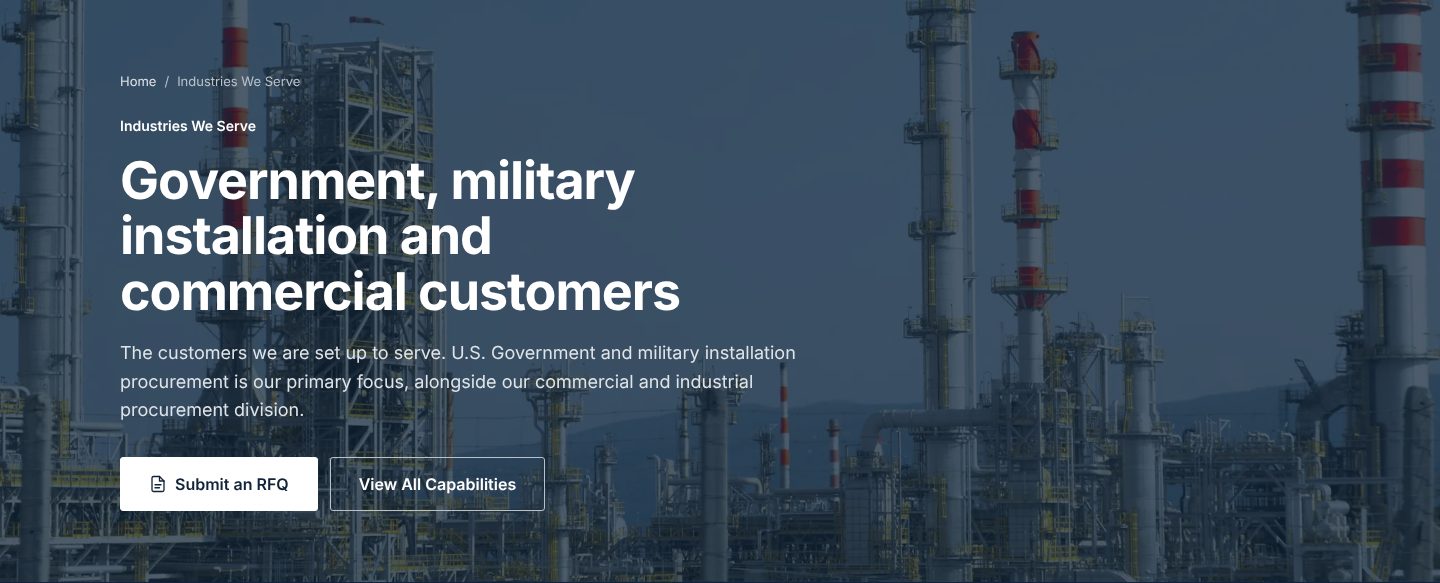 Home / Industries We Serve
Industries We Serve
Government, military
installation and
commercial customers
The customers we are set up to serve. U.S. Government and military installation
procurement is our primary focus, alongside our commercial and industrial
procurement division.
Submit an RFQ
View All Capabilities